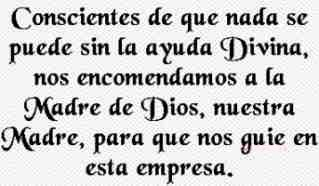 Conscientes de que nada se
puede sin la ayuda Divina,
nos encomendamos a la
Madre de Dios, nuestra
Madre, para que nos guie en
esta empresa.